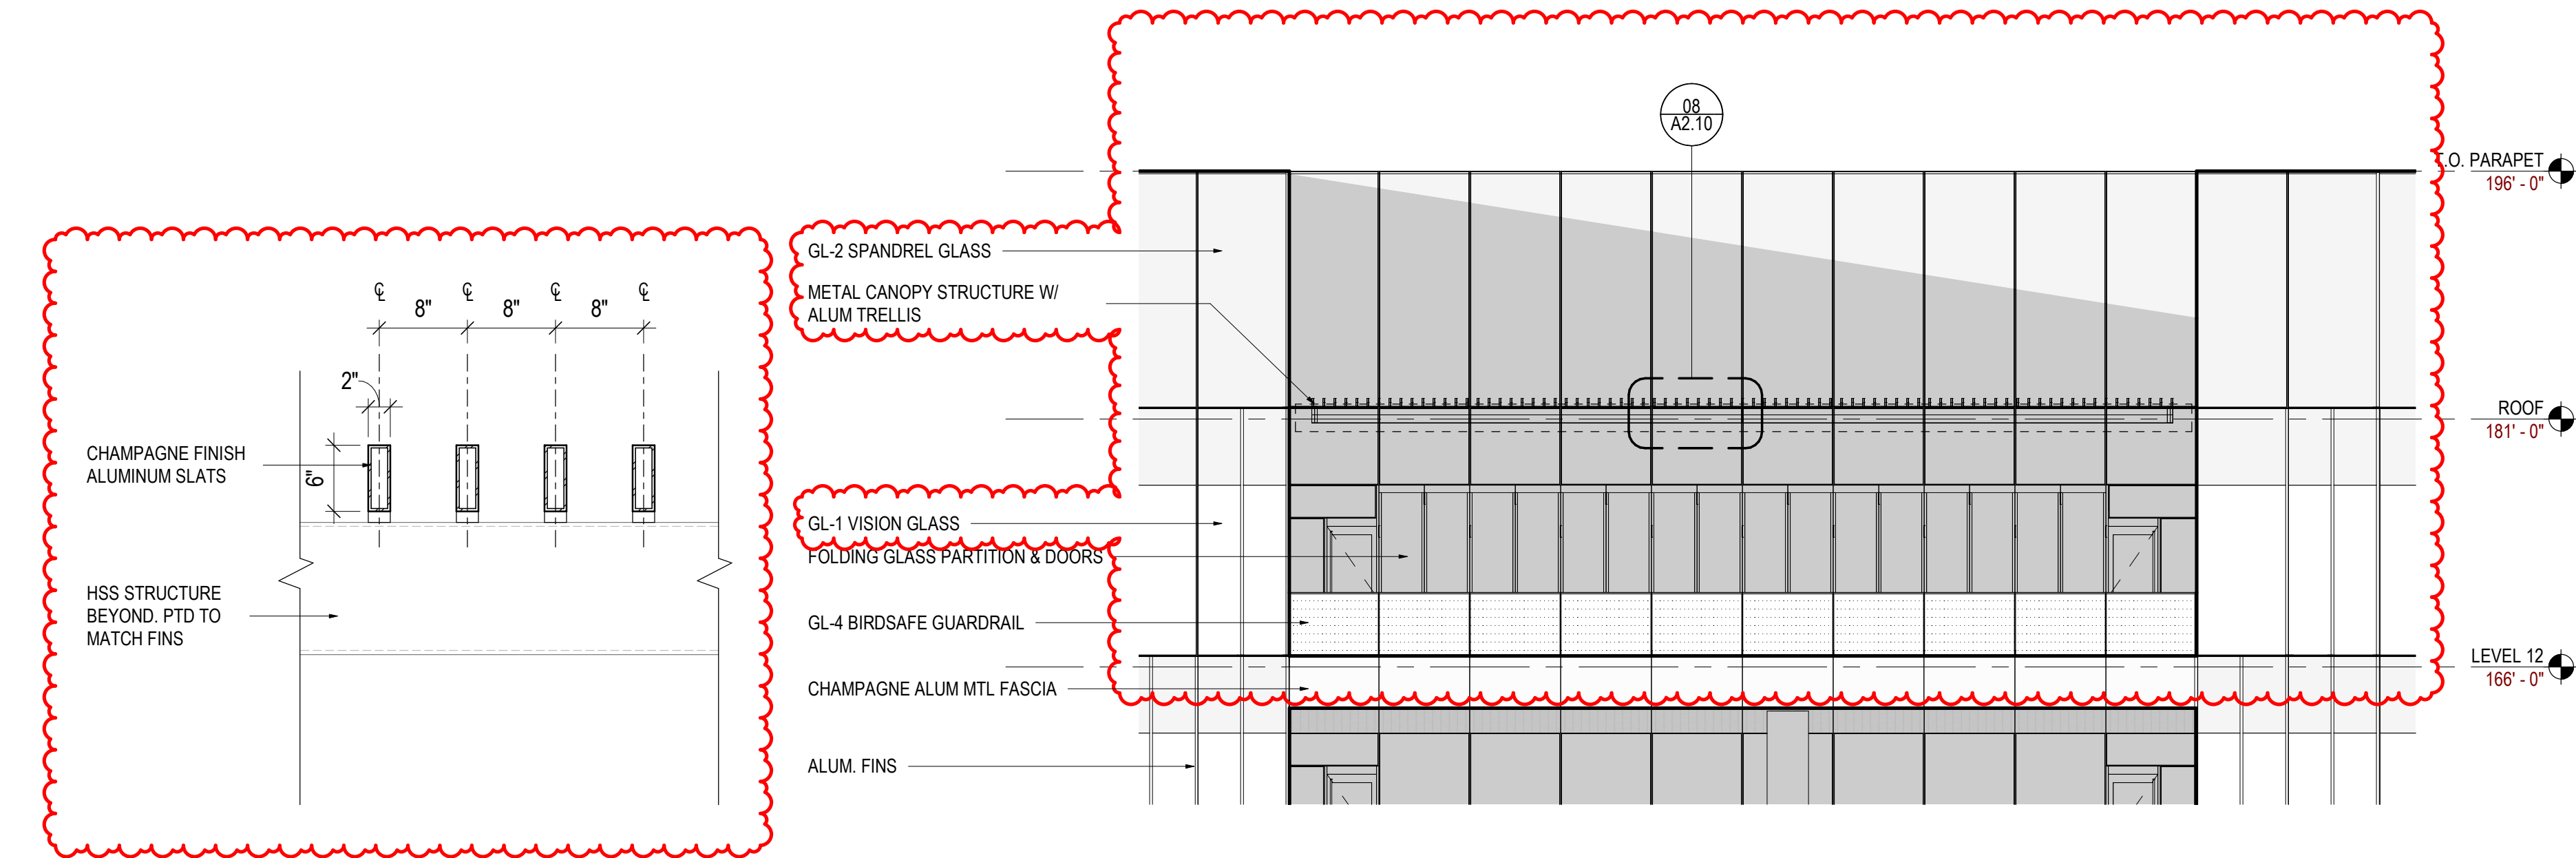 ℄ ℄ ℄ ℄
8" 8" 8"
2"
6"
CHAMPAGNE FINISH
ALUMINUM SLATS
HSS STRUCTURE
BEYOND. PTD TO
MATCH FINS
GL-2 SPANDREL GLASS
METAL CANOPY STRUCTURE W/
ALUM TRELLIS
GL-1 VISION GLASS
FOLDING GLASS PARTITION & DOORS
GL-4 BIRDSAFE GUARDRAIL
CHAMPAGNE ALUM MTL FASCIA
ALUM. FINS
08
A2.10
T.O. PARAPET
196' - 0"
ROOF
181' - 0"
LEVEL 12
166' - 0"